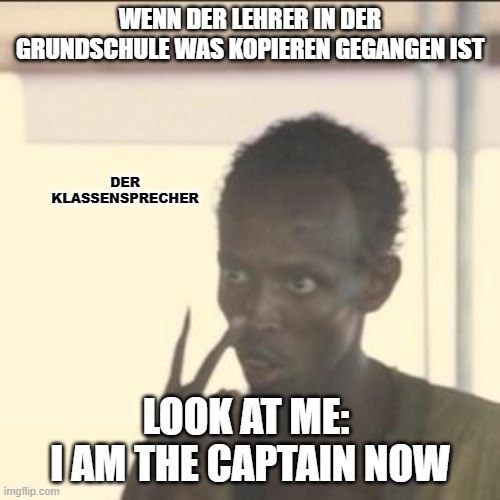 WENN DER LEHRER IN DER
GRUNDSCHULE WAS KOPIEREN GEGANGEN IST
DER
KLASSENSPRECHER
LOOK AT ME:
I AM THE CAPTAIN NOW
imgflip.com